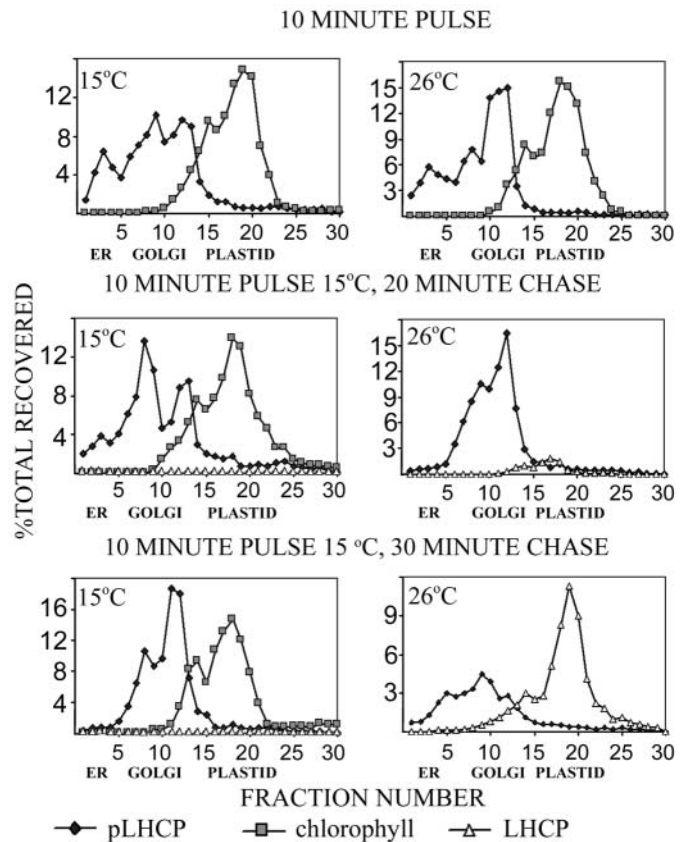 10 MINUTE PULSE
15°C
26°C
12
8
4
15
12
9
6
3
5 10 15 20 25 30
5 10 15 20 25 30
ER GOLGI PLASTID
ER GOLGI PLASTID
10 MINUTE PULSE 15°C, 20 MINUTE CHASE
%TOTAL RECOVERED
15°C
26°C
12
8
4
15
12
9
6
3
5 10 15 20 25 30
5 10 15 20 25 30
ER GOLGI PLASTID
ER GOLGI PLASTID
10 MINUTE PULSE 15 °C, 30 MINUTE CHASE
15°C
26°C
16
12
8
4
9
6
3
5 10 15 20 25 30
5 10 15 20 25 30
ER GOLGI PLASTID
ER GOLGI PLASTID
FRACTION NUMBER
pLHCP chlorophyll LHCP